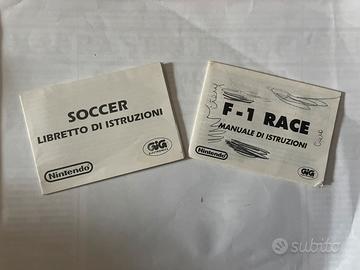 SOCCER
LIBRETTO DI ISTRUZIONI
Nintendo
GIG
F-1 RACE
MANUALE DI ISTRUZIONI
Nintendo
GIG
subito